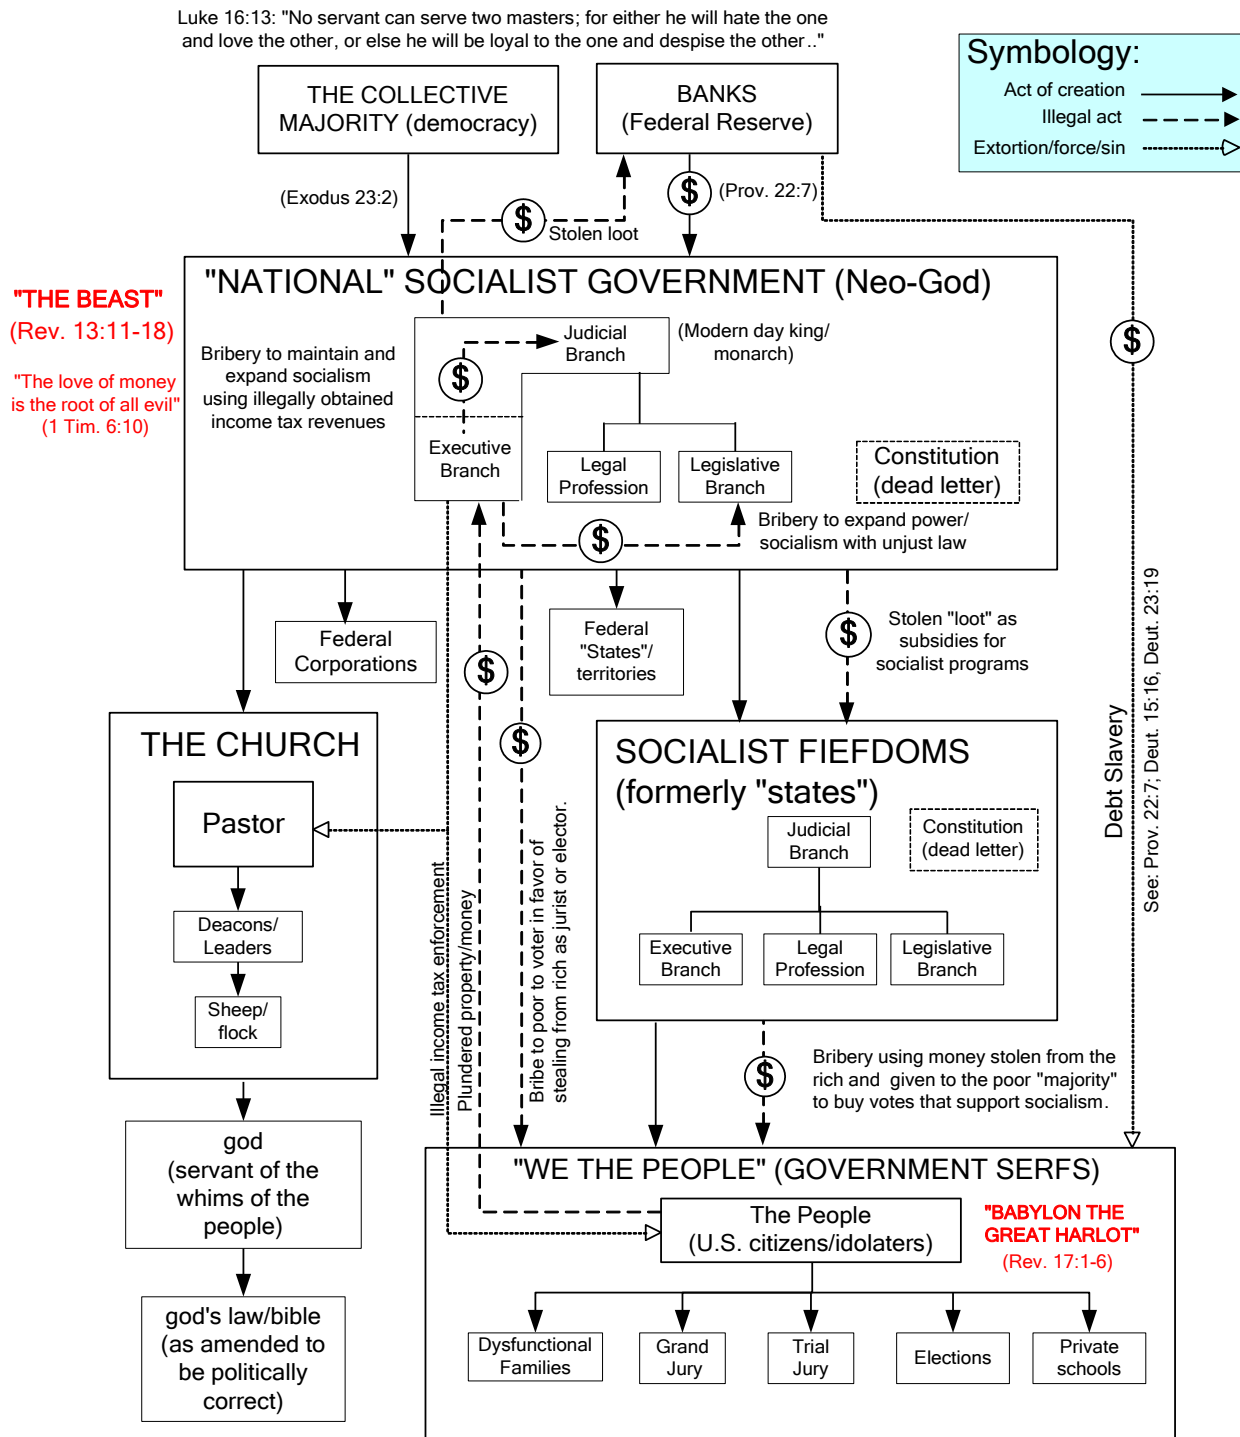 Luke 16:13: "No servant can serve two masters; for either he will hate the one
and love the other, or else he will be loyal to the one and despise the other.."
Symbology:
Act of creation
Illegal act
Extortion/force/sin
THE COLLECTIVE
MAJORITY (democracy)
BANKS
(Federal Reserve)
(Exodus 23:2)
$
(Prov. 22:7)
$
Stolen loot
"NATIONAL" SOCIALIST GOVERNMENT (Neo-God)
"THE BEAST"
(Rev. 13:11-18)
"The love of money
is the root of all evil"
(1 Tim. 6:10)
Bribery to maintain and
expand socialism
using illegally obtained
income tax revenues
Judicial
Branch
(Modern day king/
monarch)
$
$
Executive
Branch
Legal
Profession
Legislative
Branch
Constitution
(dead letter)
$
Bribery to expand power/
socialism with unjust law
Federal
Corporations
Federal
"States"/
territories
$
Stolen "loot" as
subsidies for
socialist programs
$
$
Debt Slavery
See: Prov. 22:7; Deut. 15:16, Deut. 23:19
THE CHURCH
Pastor
Deacons/
Leaders
Sheep/
flock
Illegal income tax enforcement
Plundered property/money
Bribe to poor to voter in favor of
stealing from rich as jurist or elector.
SOCIALIST FIEFDOMS
(formerly "states")
Judicial
Branch
Constitution
(dead letter)
Executive
Branch
Legal
Profession
Legislative
Branch
$
Bribery using money stolen from the
rich and given to the poor "majority"
to buy votes that support socialism.
god
(servant of the
whims of the
people)
god's law/bible
(as amended to
be politically
correct)
"WE THE PEOPLE" (GOVERNMENT SERFS)
The People
(U.S. citizens/idolaters)
"BABYLON THE
GREAT HARLOT"
(Rev. 17:1-6)
Dysfunctional
Families
Grand
Jury
Trial
Jury
Elections
Private
schools